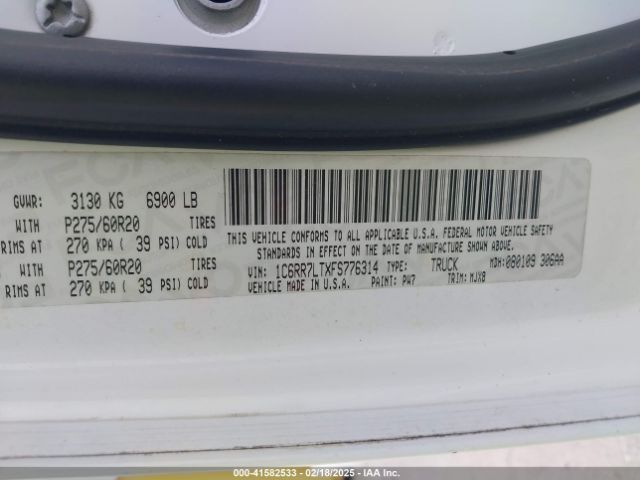 GVWR: 3130 KG 6900 LB
WITH P275/60R20 TIRES
RIMS AT 270 KPA ( 39 PSI) COLD
WITH P275/60R20 TIRES
RIMS AT 270 KPA ( 39 PSI) COLD
THIS VEHICLE CONFORMS TO ALL APPLICABLE U.S.A. FEDERAL MOTOR VEHICLE SAFETY
STANDARDS IN EFFECT ON THE DATE OF MANUFACTURE SHOWN ABOVE.
VIN: 1C6RR7LTXFS776314 TYPE: TRUCK MDH: 080109 306AA
VEHICLE MADE IN U.S.A. PAINT: PW7 TRIM: MJX8
000-41582533 - 02/18/2025 - IAA Inc.